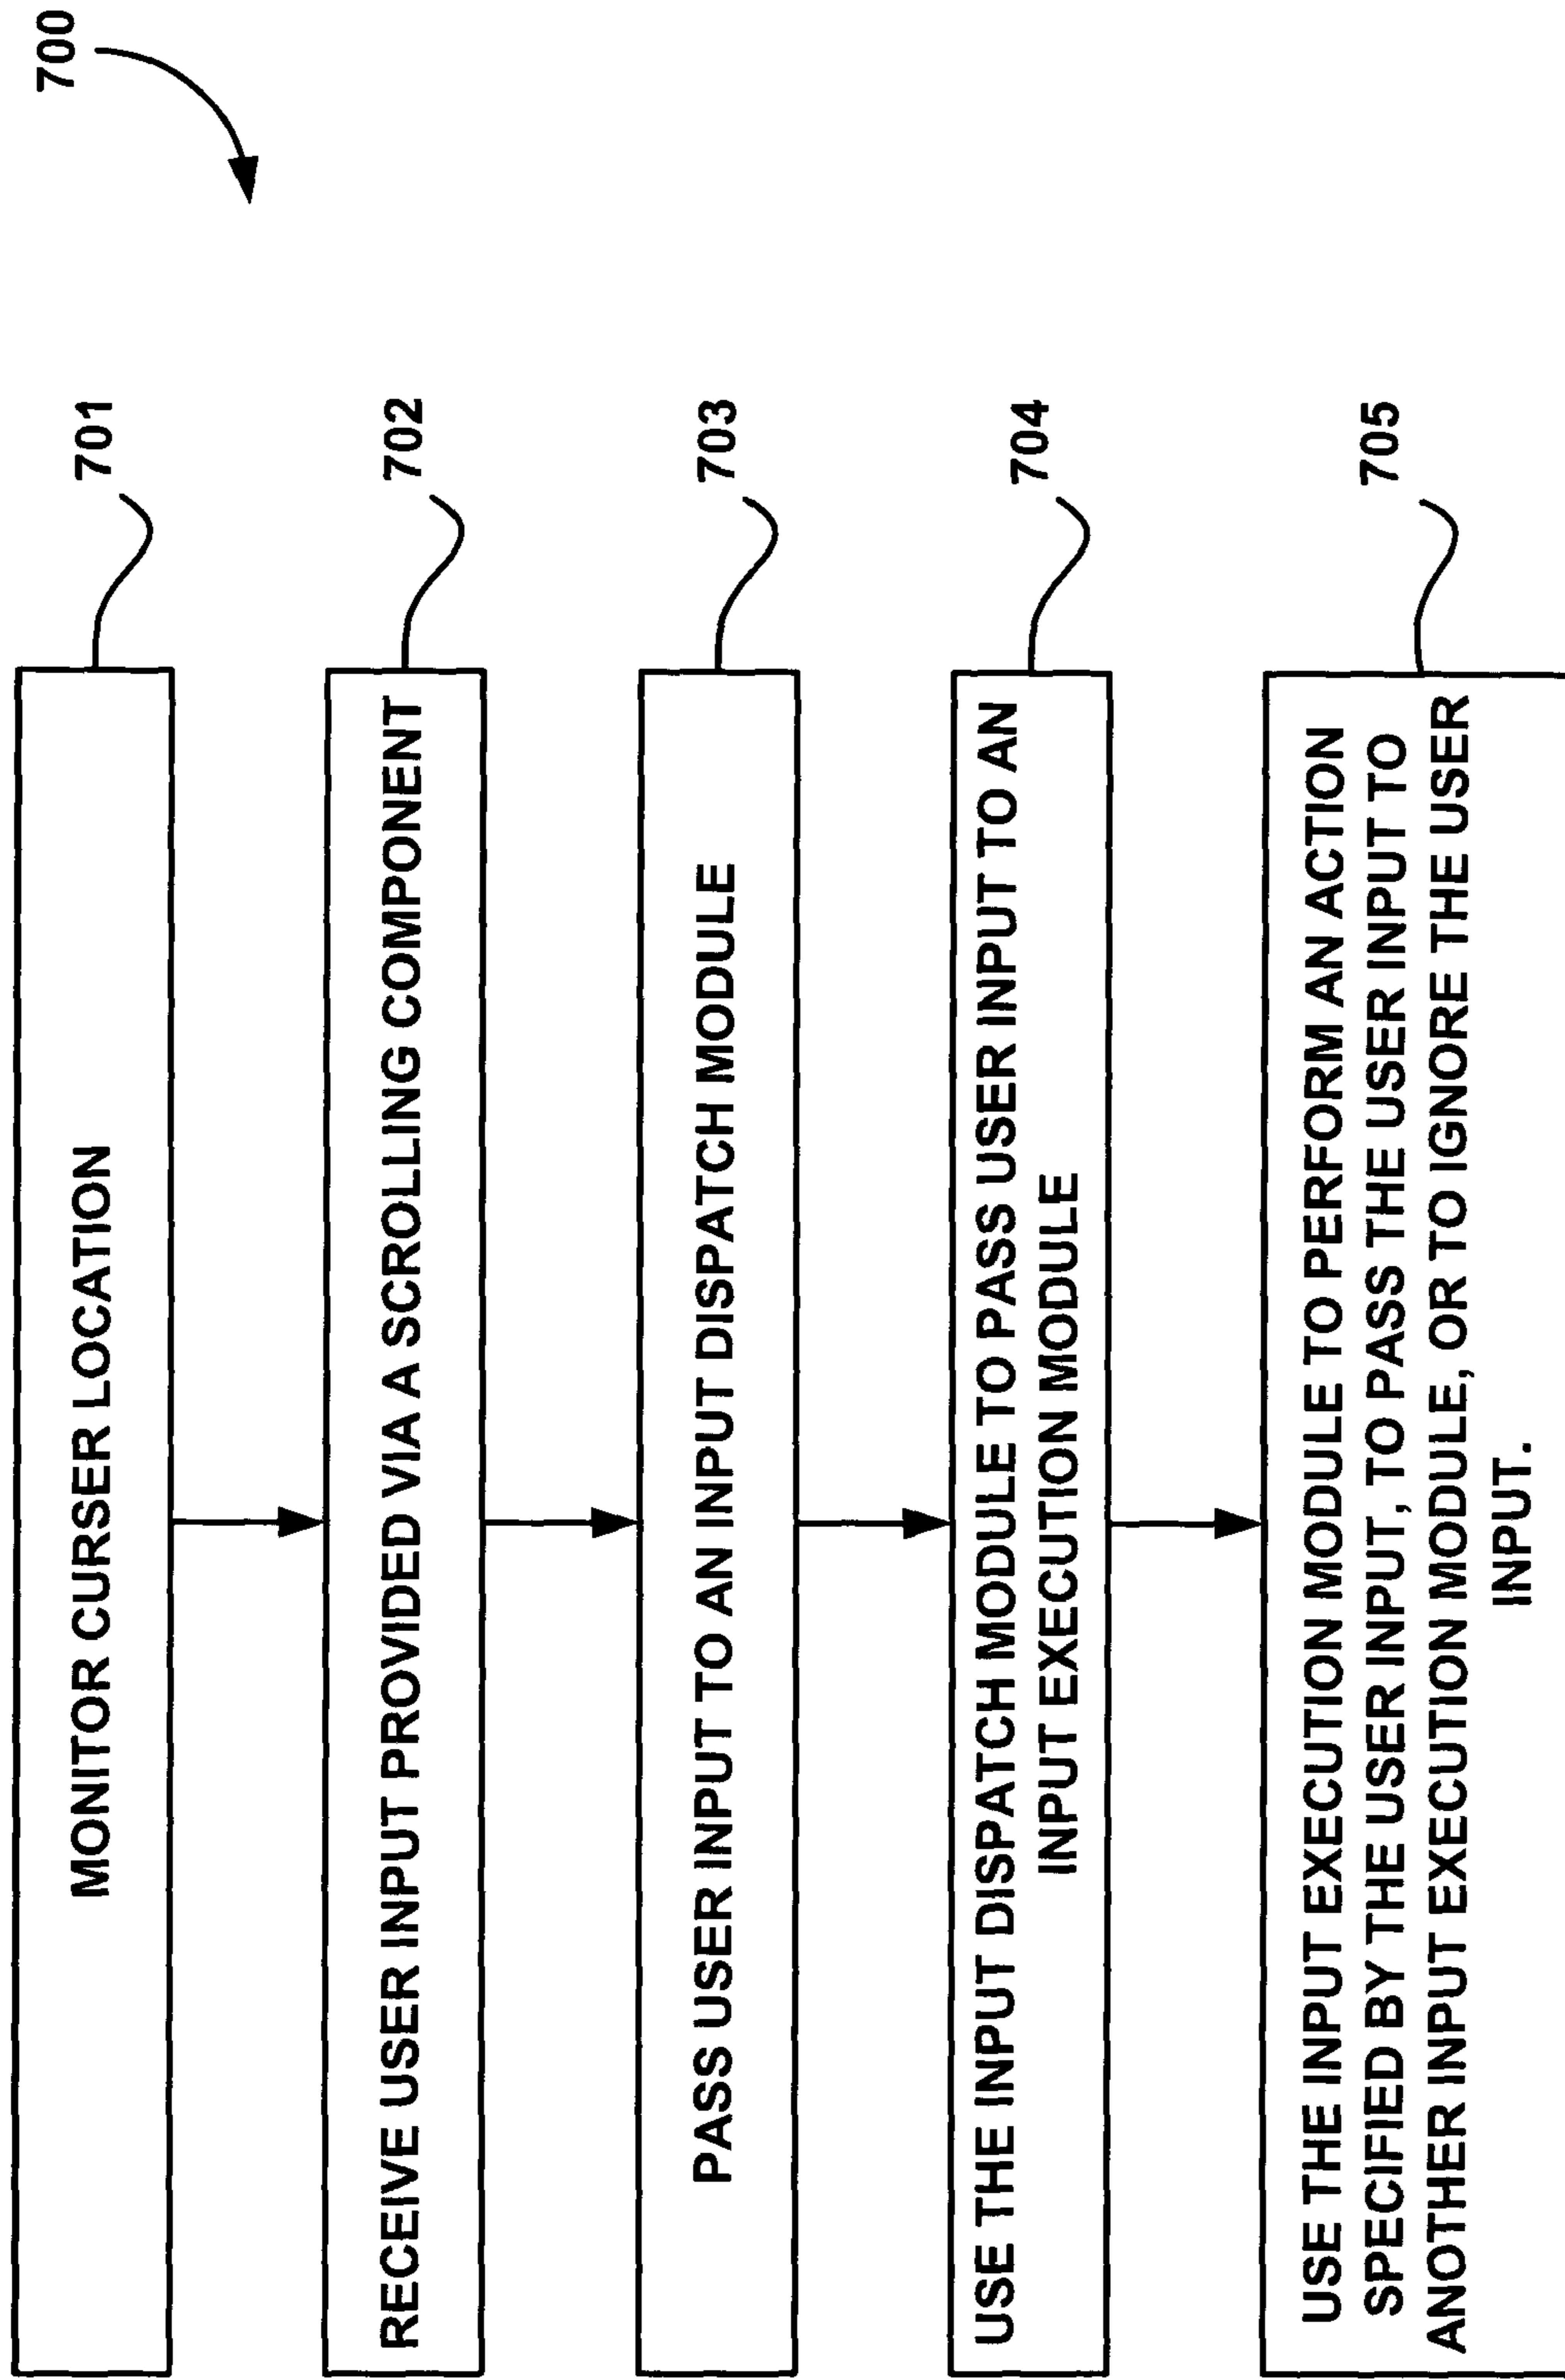 700
MONITOR CURSER LOCATION
701
RECEIVE USER INPUT PROVIDED VIA A SCROLLING COMPONENT
702
PASS USER INPUT TO AN INPUT DISPATCH MODULE
703
USE THE INPUT DISPATCH MODULE TO PASS USER INPUT TO AN
INPUT EXECUTION MODULE
704
USE THE INPUT EXECUTION MODULE TO PERFORM AN ACTION
SPECIFIED BY THE USER INPUT, TO PASS THE USER INPUT TO
ANOTHER INPUT EXECUTION MODULE, OR TO IGNORE THE USER
INPUT.
705